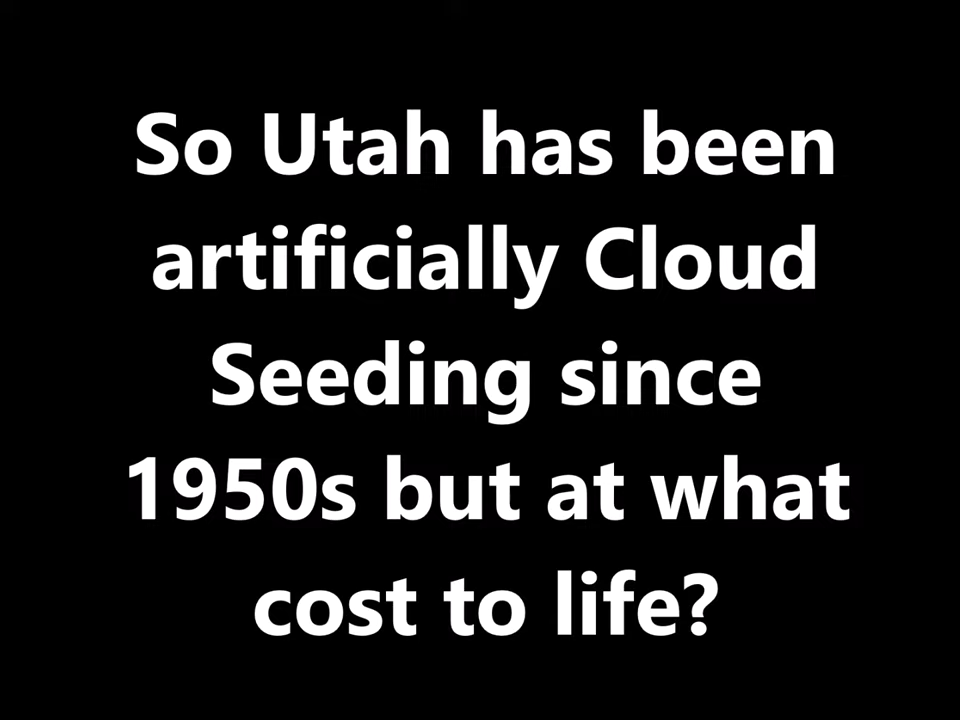 So Utah has been
artificially Cloud
Seeding since
1950s but at what
cost to life?